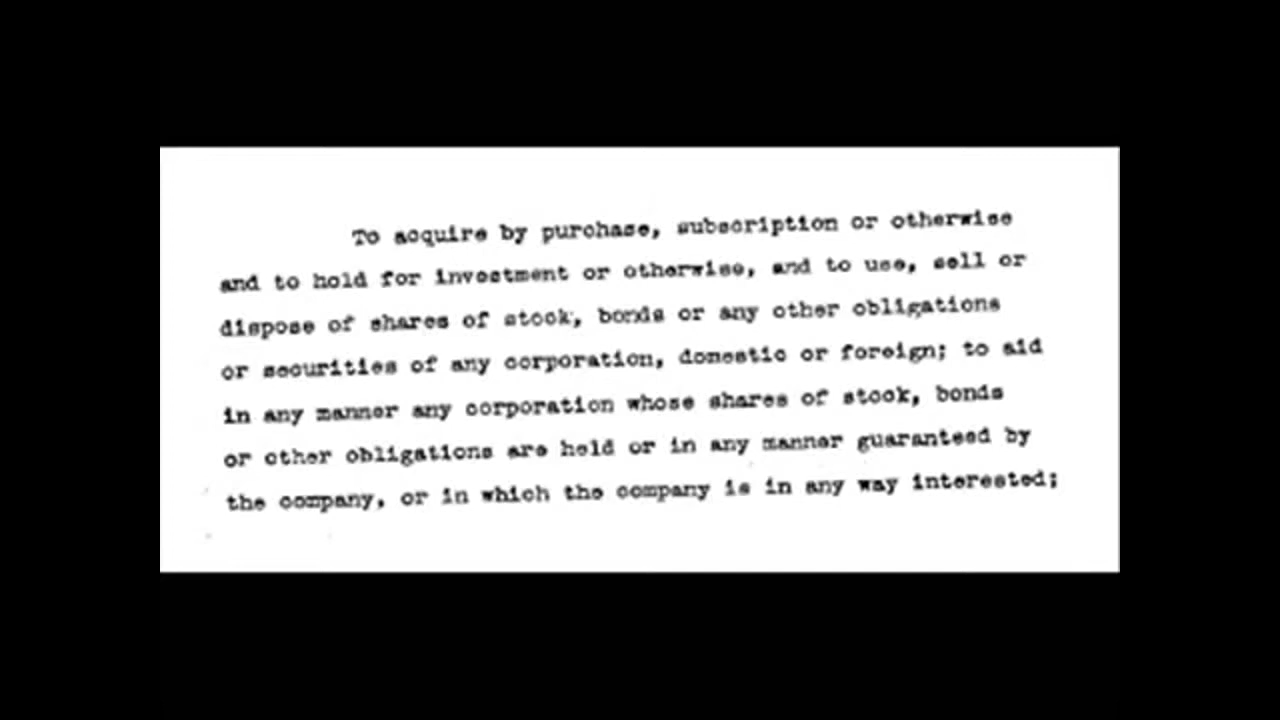 To acquire by purchase, subscription or otherwise
and to hold for investment or otherwise, and to use, sell or
dispose of shares of stock, bonds or any other obligations
or securities of any corporation, domestic or foreign; to aid
in any manner any corporation whose shares of stock, bonds
or other obligations are held or in any manner guaranteed by
the company, or in which the company is in any way interested;